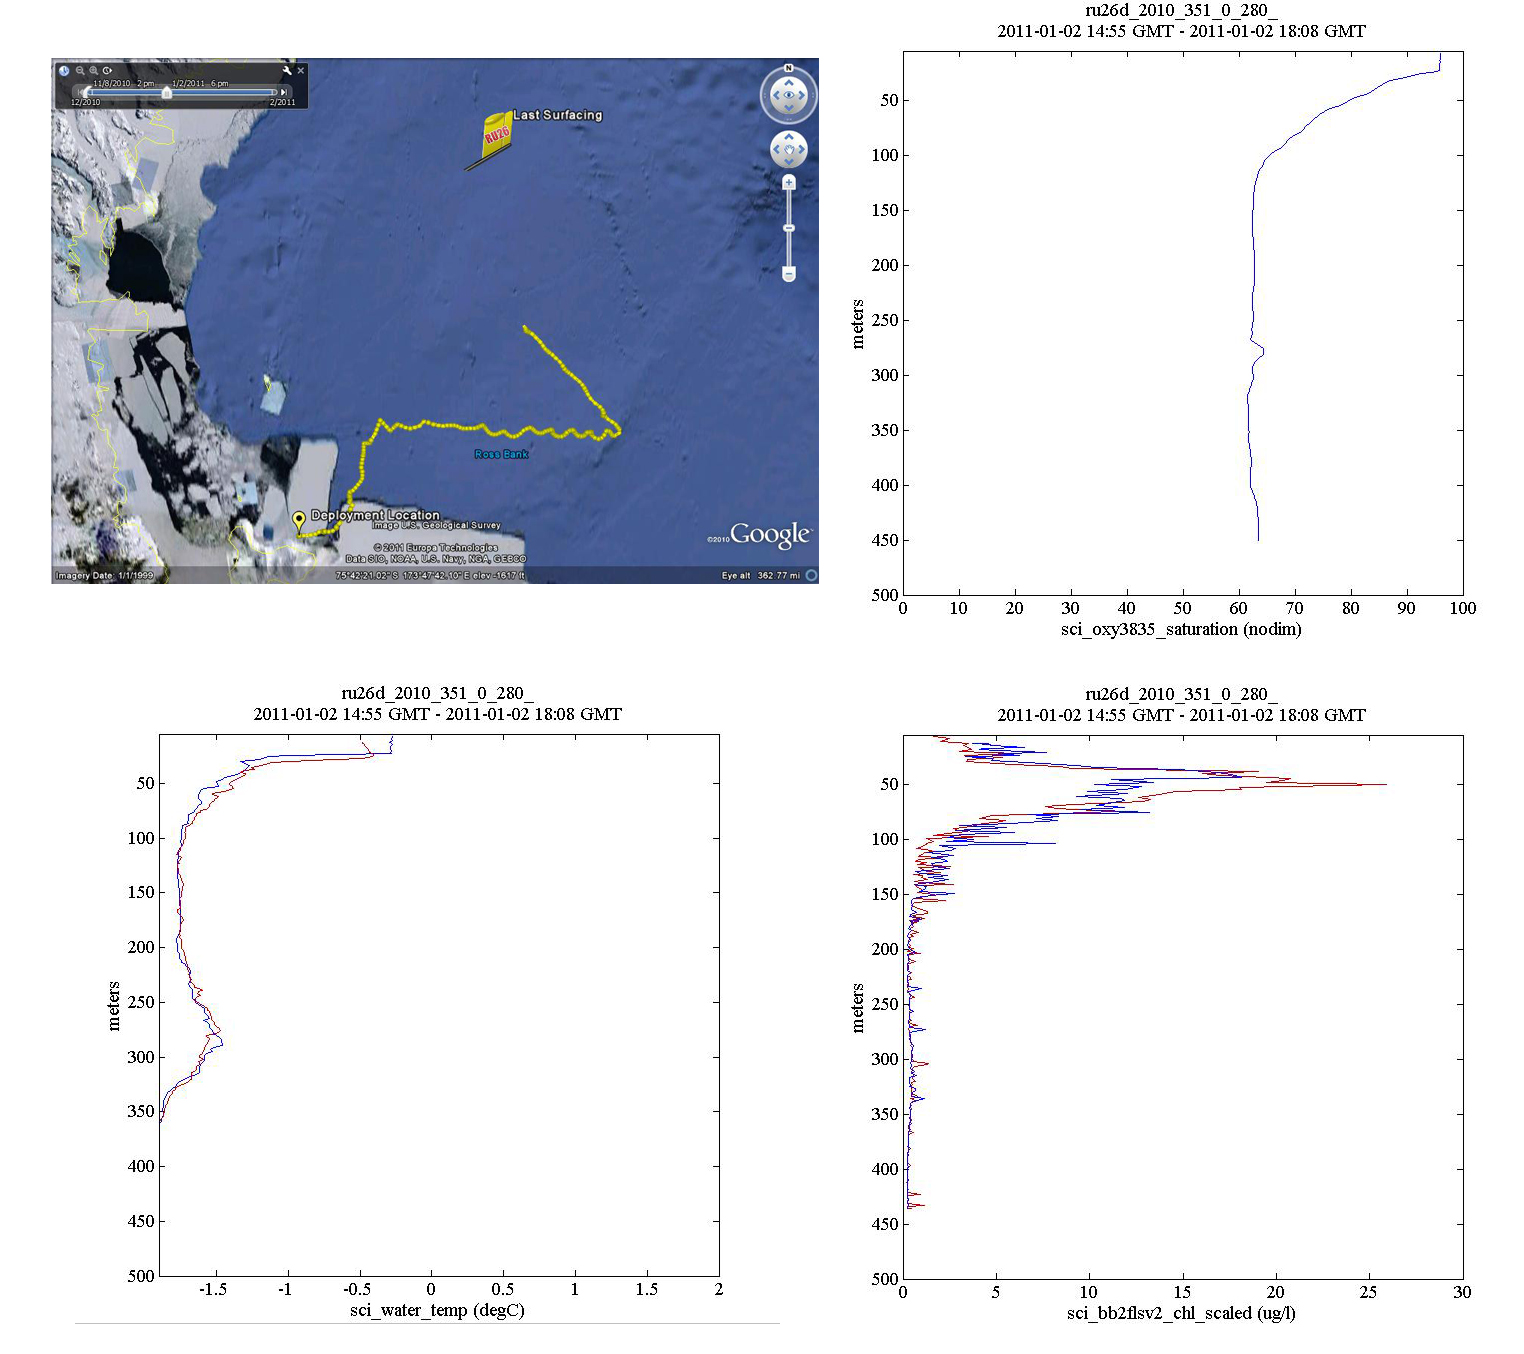 11/8/2010 2 pm 1/2/2011 6 pm
12/2010 2/2011
N
Last Surfacing
RU26
Ross Bank
Deployment Location
Image U.S. Geological Survey
© 2011 Europa Technologies
Data SIO, NOAA, U.S. Navy, NGA, GEBCO
©2010 Google
Imagery Date: 1/1/1999 75°42'21.02" S 173°47'42.10" E elev -1617 ft Eye alt 362.77 mi
ru26d_2010_351_0_280_
2011-01-02 14:55 GMT - 2011-01-02 18:08 GMT
50
100
150
200
250
300
350
400
450
500
meters
0 10 20 30 40 50 60 70 80 90 100
sci_oxy3835_saturation (nodim)
ru26d_2010_351_0_280_
2011-01-02 14:55 GMT - 2011-01-02 18:08 GMT
50
100
150
200
250
300
350
400
450
500
meters
-1.5 -1 -0.5 0 0.5 1 1.5 2
sci_water_temp (degC)
ru26d_2010_351_0_280_
2011-01-02 14:55 GMT - 2011-01-02 18:08 GMT
50
100
150
200
250
300
350
400
450
500
meters
0 5 10 15 20 25 30
sci_bb2flsv2_chl_scaled (ug/l)